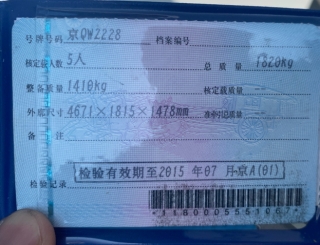 号牌号码 京QW2228 档案编号
核定载人数 5人 总质量 1820kg
整备质量 1410kg 核定载质量
外廓尺寸 4671×1815×1478mm 准牵引总质量
备注
检验有效期至2015年07月京A(01)
检验记录